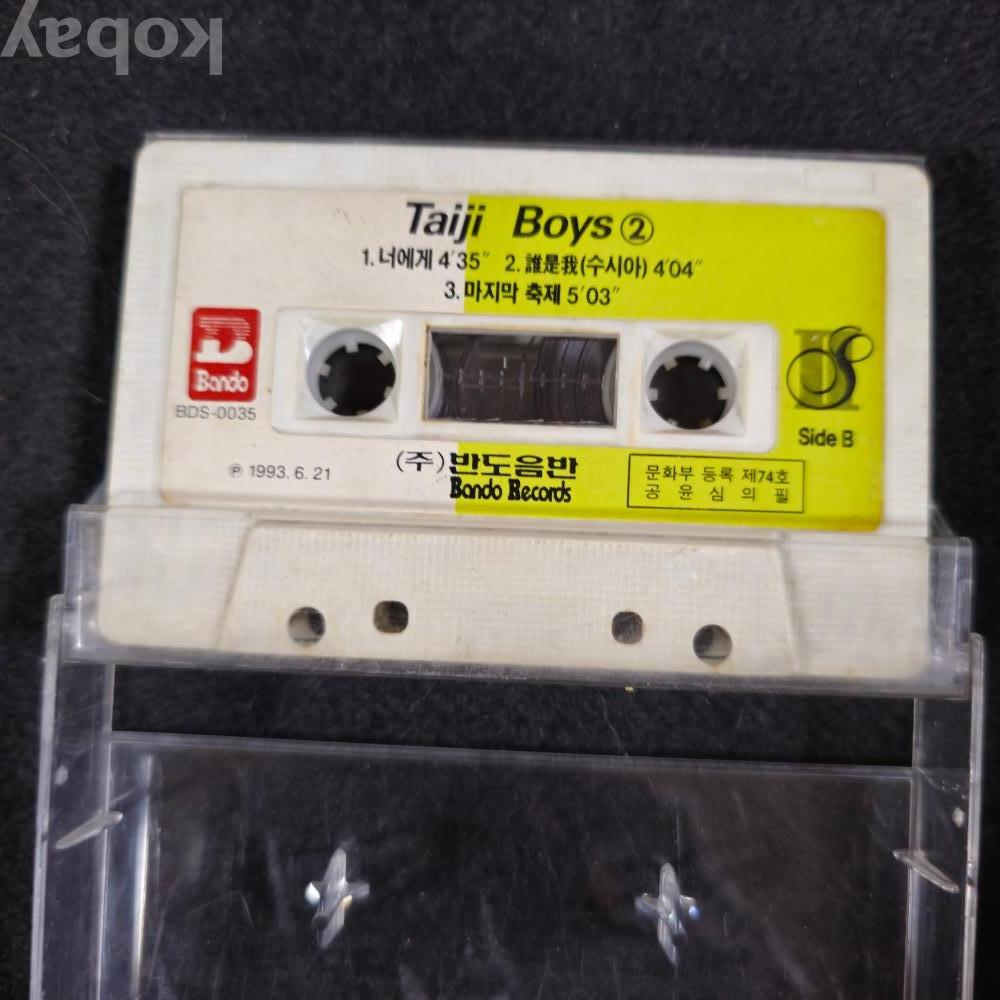 kobay
Taiji Boys ②
1. 너에게 4'35" 2. 誰是我(수시아) 4'04"
3. 마지막 축제 5'03"
Bando
BDS-0035
Side B
℗ 1993. 6. 21
(주)반도음반
Bando Records
문화부 등록 제74호
공 윤 심 의 필